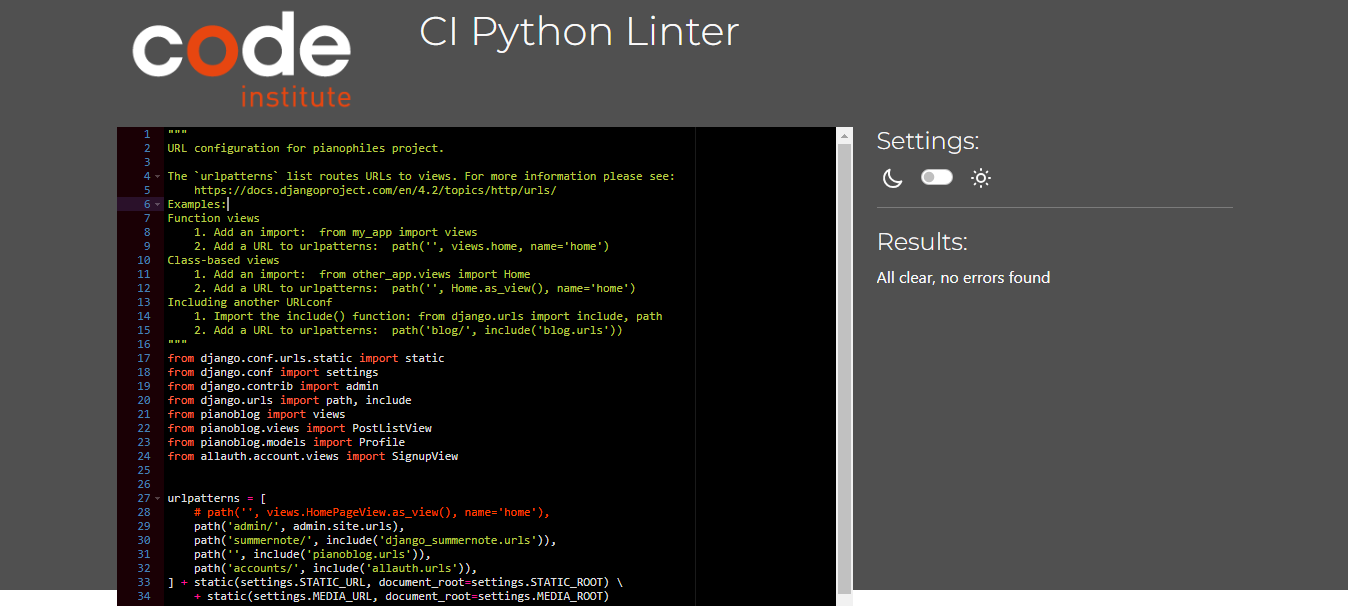 code
institute
CI Python Linter
1 """
2 URL configuration for pianophiles project.
3
4 The `urlpatterns` list routes URLs to views. For more information please see:
5     https://docs.djangoproject.com/en/4.2/topics/http/urls/
6 Examples:
7 Function views
8     1. Add an import:  from my_app import views
9     2. Add a URL to urlpatterns:  path('', views.home, name='home')
10 Class-based views
11     1. Add an import:  from other_app.views import Home
12     2. Add a URL to urlpatterns:  path('', Home.as_view(), name='home')
13 Including another URLconf
14     1. Import the include() function: from django.urls import include, path
15     2. Add a URL to urlpatterns:  path('blog/', include('blog.urls'))
16 """
17 from django.conf.urls.static import static
18 from django.conf import settings
19 from django.contrib import admin
20 from django.urls import path, include
21 from pianoblog import views
22 from pianoblog.views import PostListView
23 from pianoblog.models import Profile
24 from allauth.account.views import SignupView
25
26
27 urlpatterns = [
28     # path('', views.HomePageView.as_view(), name='home'),
29     path('admin/', admin.site.urls),
30     path('summernote/', include('django_summernote.urls')),
31     path('', include('pianoblog.urls')),
32     path('accounts/', include('allauth.urls')),
33 ] + static(settings.STATIC_URL, document_root=settings.STATIC_ROOT) \
34     + static(settings.MEDIA_URL, document_root=settings.MEDIA_ROOT)
Settings:
Results:
All clear, no errors found